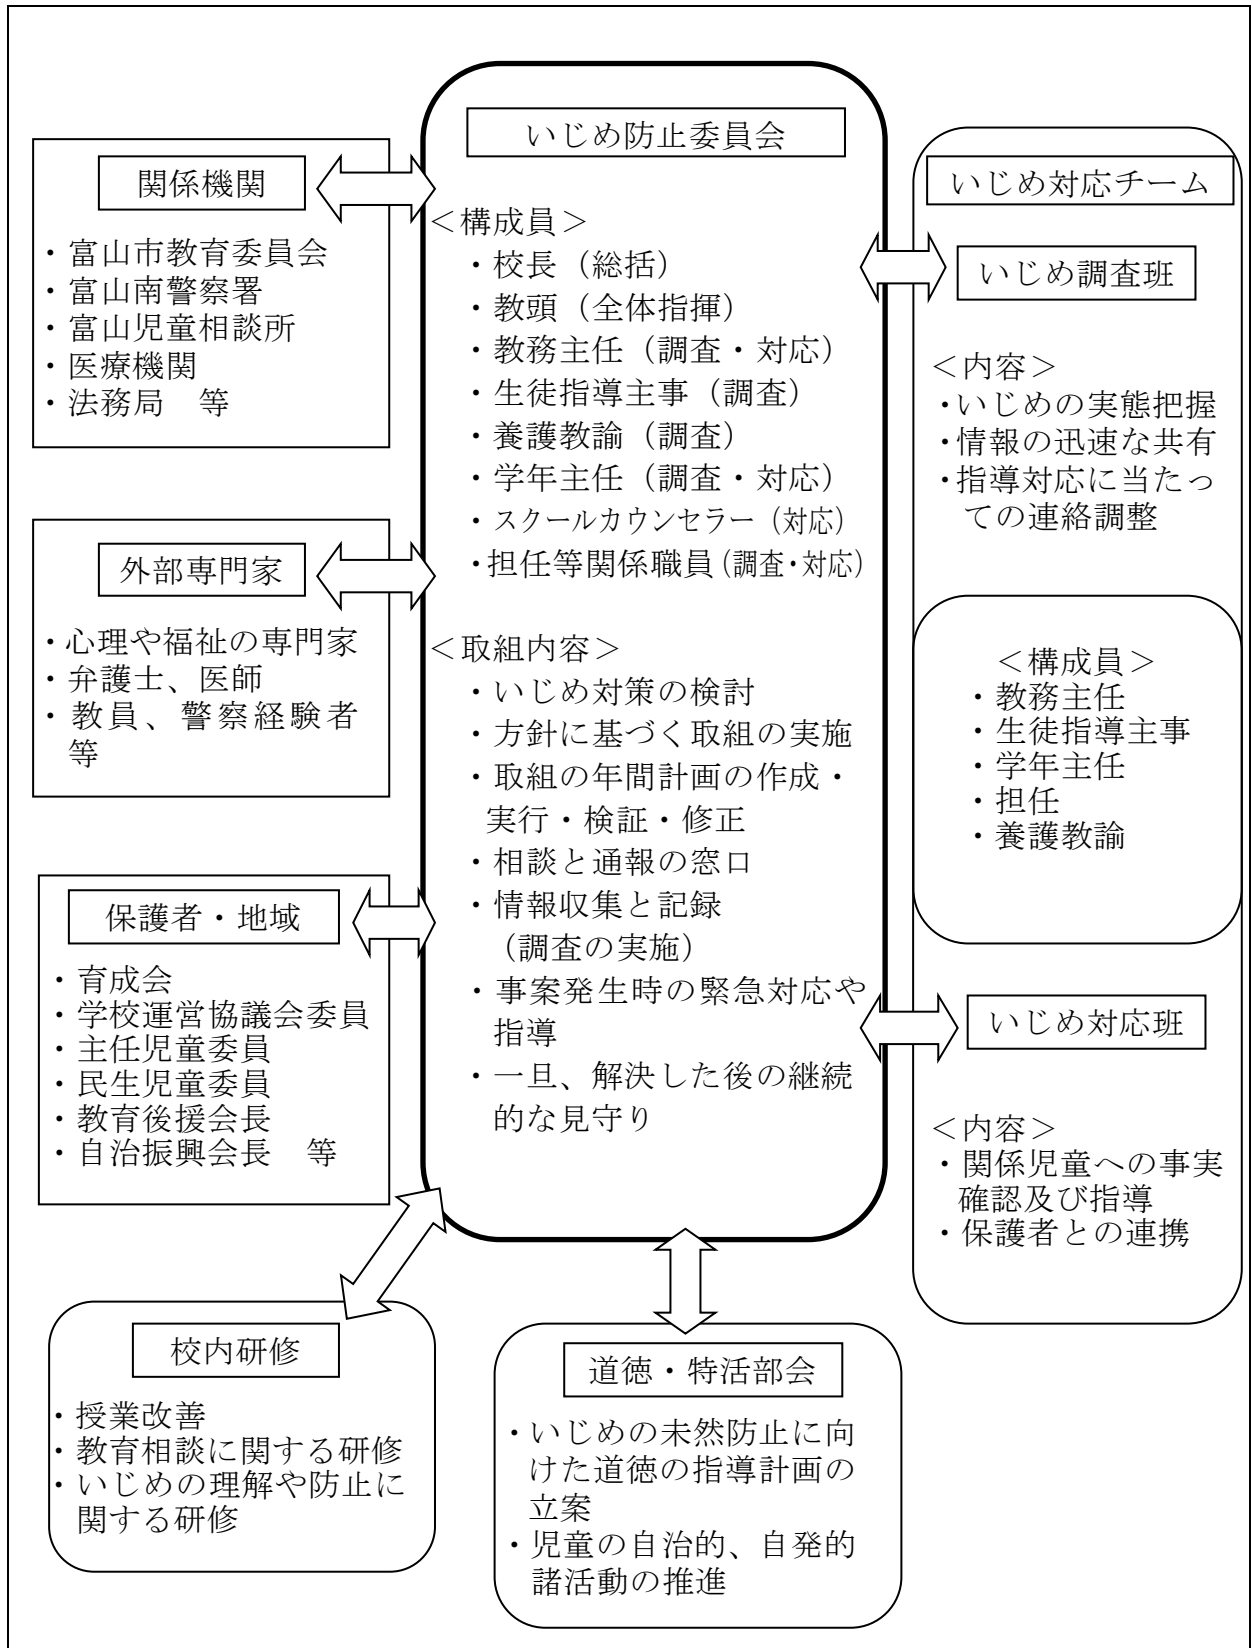 いじめ防止委員会
<構成員>
・校長（総括）
・教頭（全体指揮）
・教務主任（調査・対応）
・生徒指導主事（調査）
・養護教諭（調査）
・学年主任（調査・対応）
・スクールカウンセラー（対応）
・担任等関係職員（調査・対応）
<取組内容>
・いじめ対策の検討
・方針に基づく取組の実施
・取組の年間計画の作成・
実行・検証・修正
・相談と通報の窓口
・情報収集と記録
（調査の実施）
・事案発生時の緊急対応や
指導
・一旦、解決した後の継続
的な見守り
関係機関
・富山市教育委員会
・富山南警察署
・富山児童相談所
・医療機関
・法務局　等
外部専門家
・心理や福祉の専門家
・弁護士、医師
・教員、警察経験者
等
保護者・地域
・育成会
・学校運営協議会委員
・主任児童委員
・民生児童委員
・教育後援会長
・自治振興会長　等
いじめ対応チーム
いじめ調査班
<内容>
・いじめの実態把握
・情報の迅速な共有
・指導対応に当たっ
ての連絡調整
<構成員>
・教務主任
・生徒指導主事
・学年主任
・担任
・養護教諭
いじめ対応班
<内容>
・関係児童への事実
確認及び指導
・保護者との連携
校内研修
・授業改善
・教育相談に関する研修
・いじめの理解や防止に
関する研修
道徳・特活部会
・いじめの未然防止に向
けた道徳の指導計画の
立案
・児童の自治的、自発的
諸活動の推進